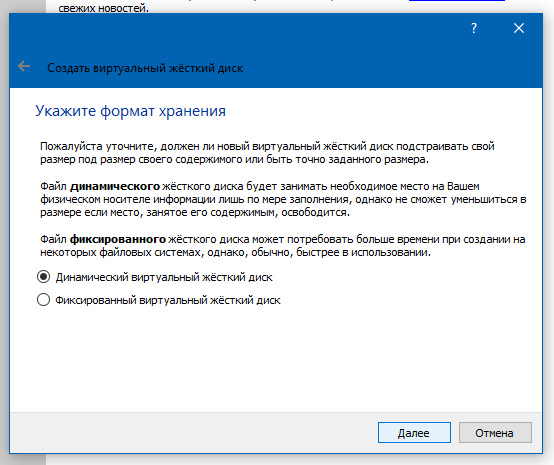 свежих новостей.
?
Создать виртуальный жёсткий диск
Укажите формат хранения
Пожалуйста уточните, должен ли новый виртуальный жёсткий диск подстраивать свой
размер под размер своего содержимого или быть точно заданного размера.
Файл динамического жёсткого диска будет занимать необходимое место на Вашем
физическом носителе информации лишь по мере заполнения, однако не сможет уменьшиться в
размере если место, занятое его содержимым, освободится.
Файл фиксированного жёсткого диска может потребовать больше времени при создании на
некоторых файловых системах, однако, обычно, быстрее в использовании.
Динамический виртуальный жёсткий диск
Фиксированный виртуальный жёсткий диск
Далее Отмена